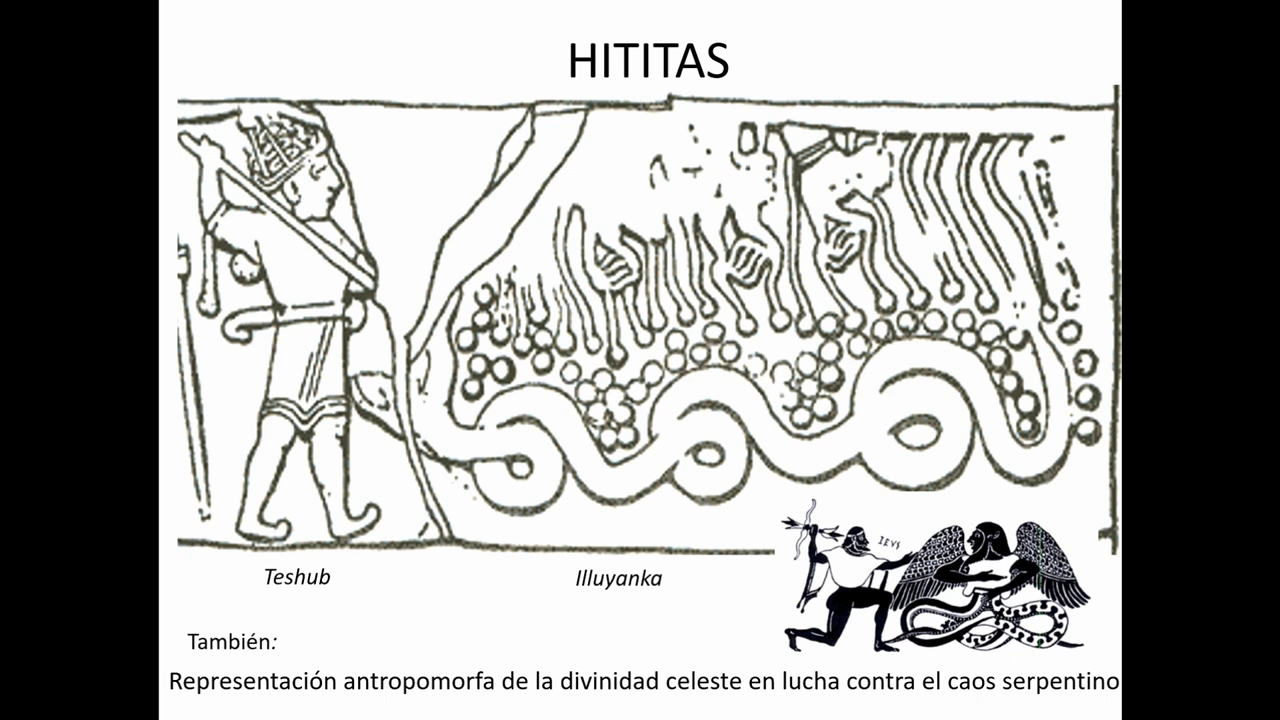 HITITAS
IEVS
Teshub
Illuyanka
También:
Representación antropomorfa de la divinidad celeste en lucha contra el caos serpentino